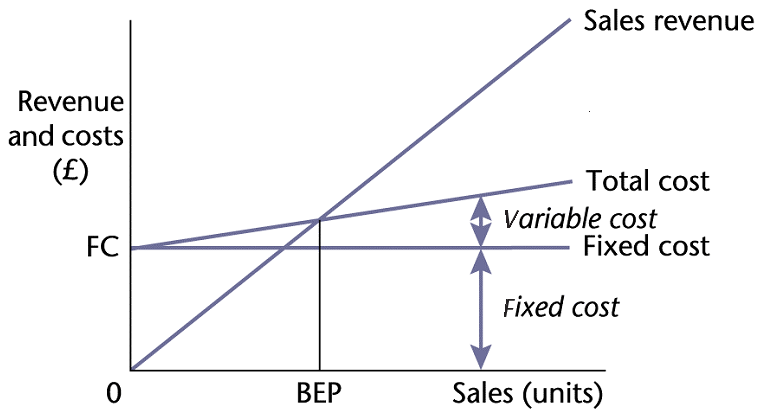 Sales revenue
Revenue
and costs
(£)
Total cost
Variable cost
FC
Fixed cost
Fixed cost
0
BEP
Sales (units)